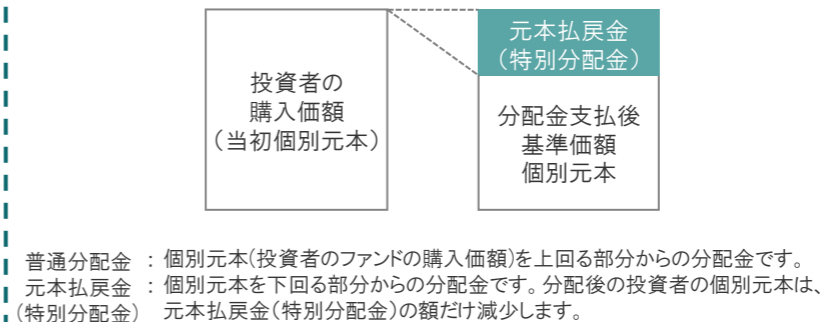 投資者の
購入価額
（当初個別元本）
元本払戻金
（特別分配金）
分配金支払後
基準価額
個別元本
普通分配金 ： 個別元本(投資者のファンドの購入価額)を上回る部分からの分配金です。
元本払戻金 ： 個別元本を下回る部分からの分配金です。分配後の投資者の個別元本は、
（特別分配金） 元本払戻金（特別分配金）の額だけ減少します。